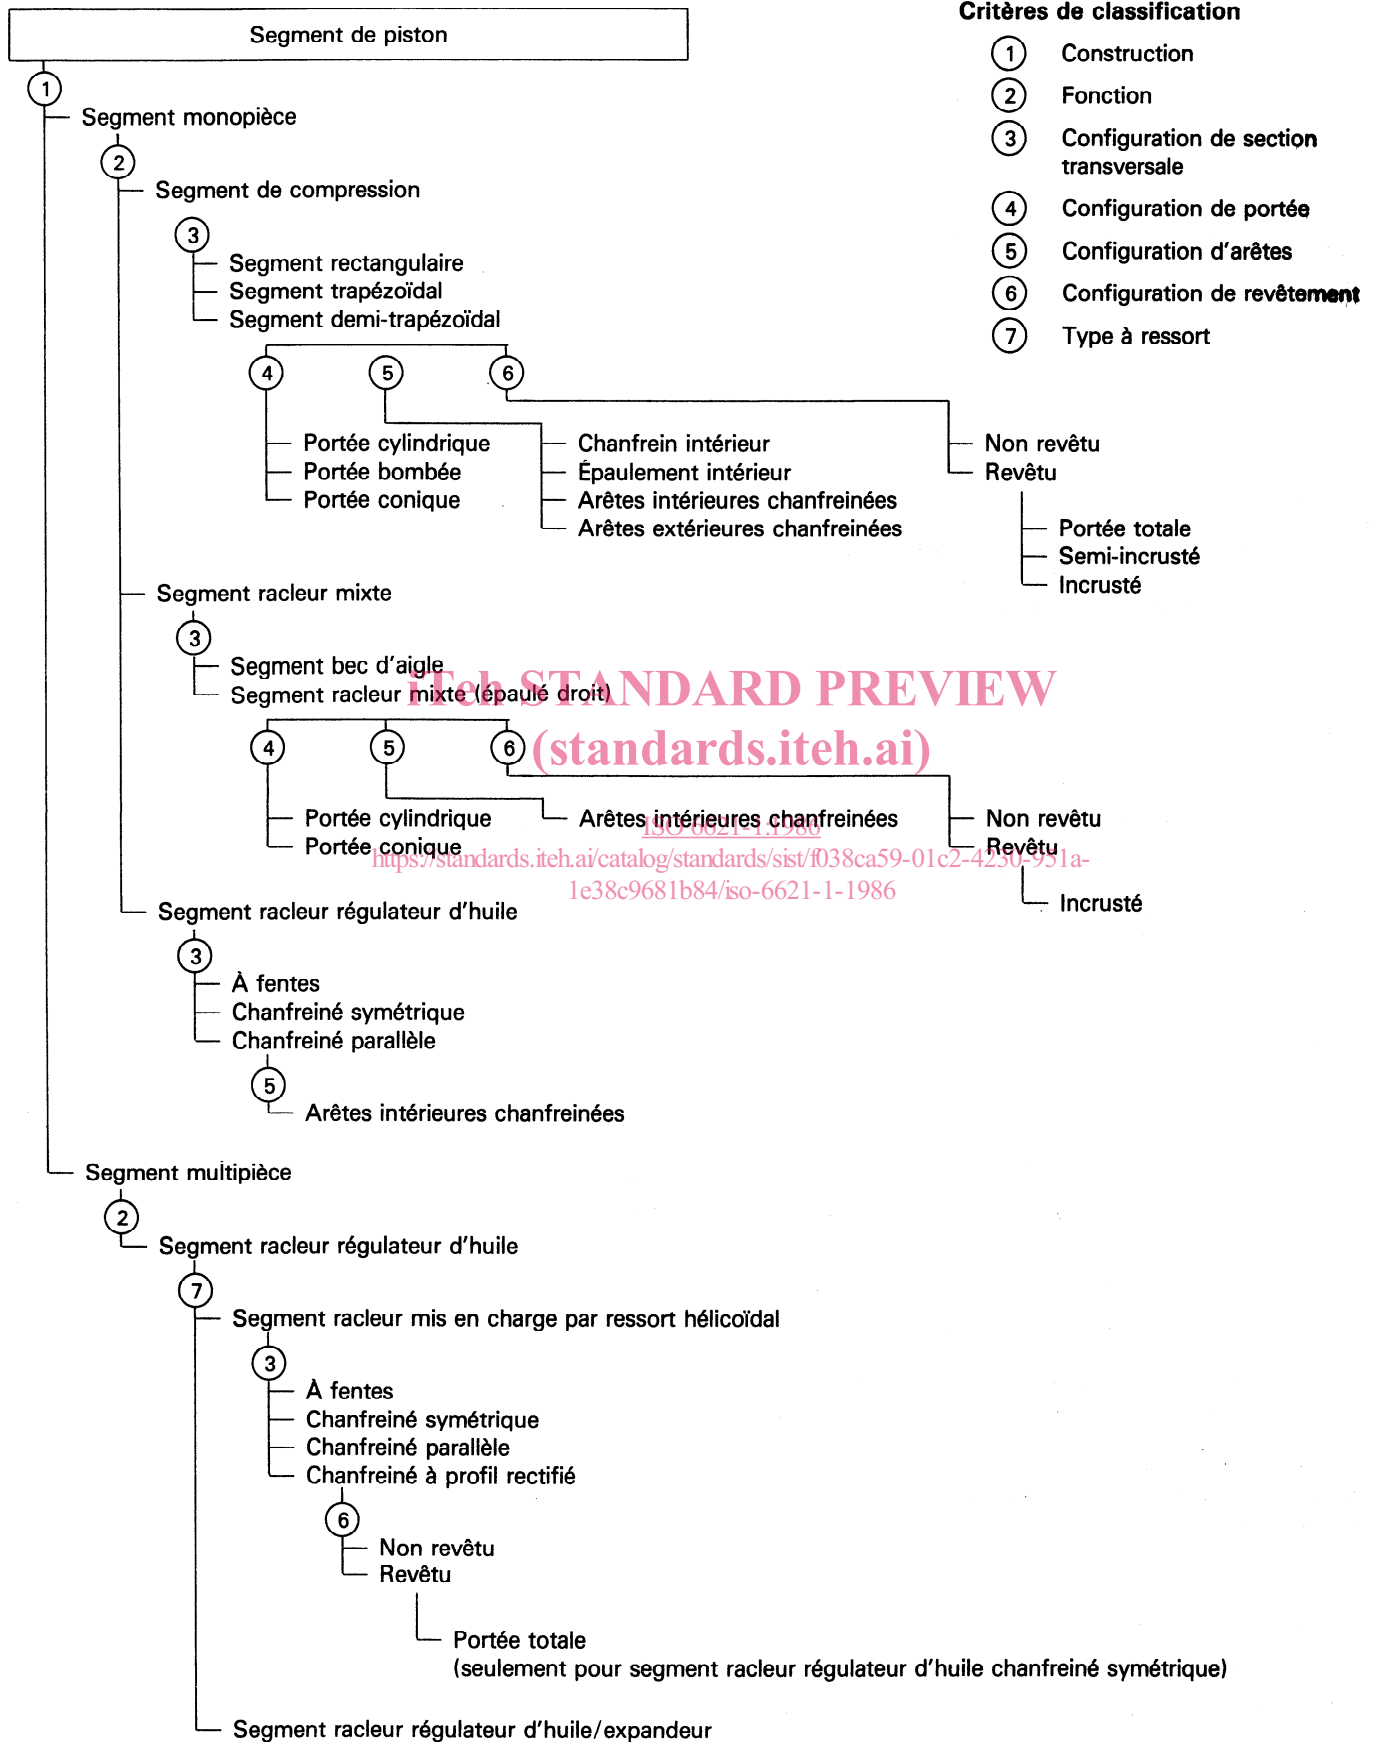 Segment de piston
Critères de classification
1 Construction
2 Fonction
3 Configuration de section
transversale
4 Configuration de portée
5 Configuration d'arêtes
6 Configuration de revêtement
7 Type à ressort
1
Segment monopièce
2
Segment de compression
3
Segment rectangulaire
Segment trapézoïdal
Segment demi-trapézoïdal
4 5 6
Portée cylindrique
Portée bombée
Portée conique
Chanfrein intérieur
Épaulement intérieur
Arêtes intérieures chanfreinées
Arêtes extérieures chanfreinées
Non revêtu
Revêtu
Portée totale
Semi-incrusté
Incrusté
Segment racleur mixte
3
Segment bec d'aigle
Segment racleur mixte (épaulé droit)
iTeh STANDARD PREVIEW
(standards.iteh.ai)
4 5 6
Portée cylindrique
Portée conique
Arêtes intérieures chanfreinées
Non revêtu
Revêtu
Incrusté
ISO 6621-1:1986
https://standards.iteh.ai/catalog/standards/sist/f038ca59-01c2-4230-951a-
1e38c9681b84/iso-6621-1-1986
Segment racleur régulateur d'huile
3
À fentes
Chanfreiné symétrique
Chanfreiné parallèle
5
Arêtes intérieures chanfreinées
Segment multipièce
2
Segment racleur régulateur d'huile
7
Segment racleur mis en charge par ressort hélicoïdal
3
À fentes
Chanfreiné symétrique
Chanfreiné parallèle
Chanfreiné à profil rectifié
6
Non revêtu
Revêtu
Portée totale
(seulement pour segment racleur régulateur d'huile chanfreiné symétrique)
Segment racleur régulateur d'huile/expandeur